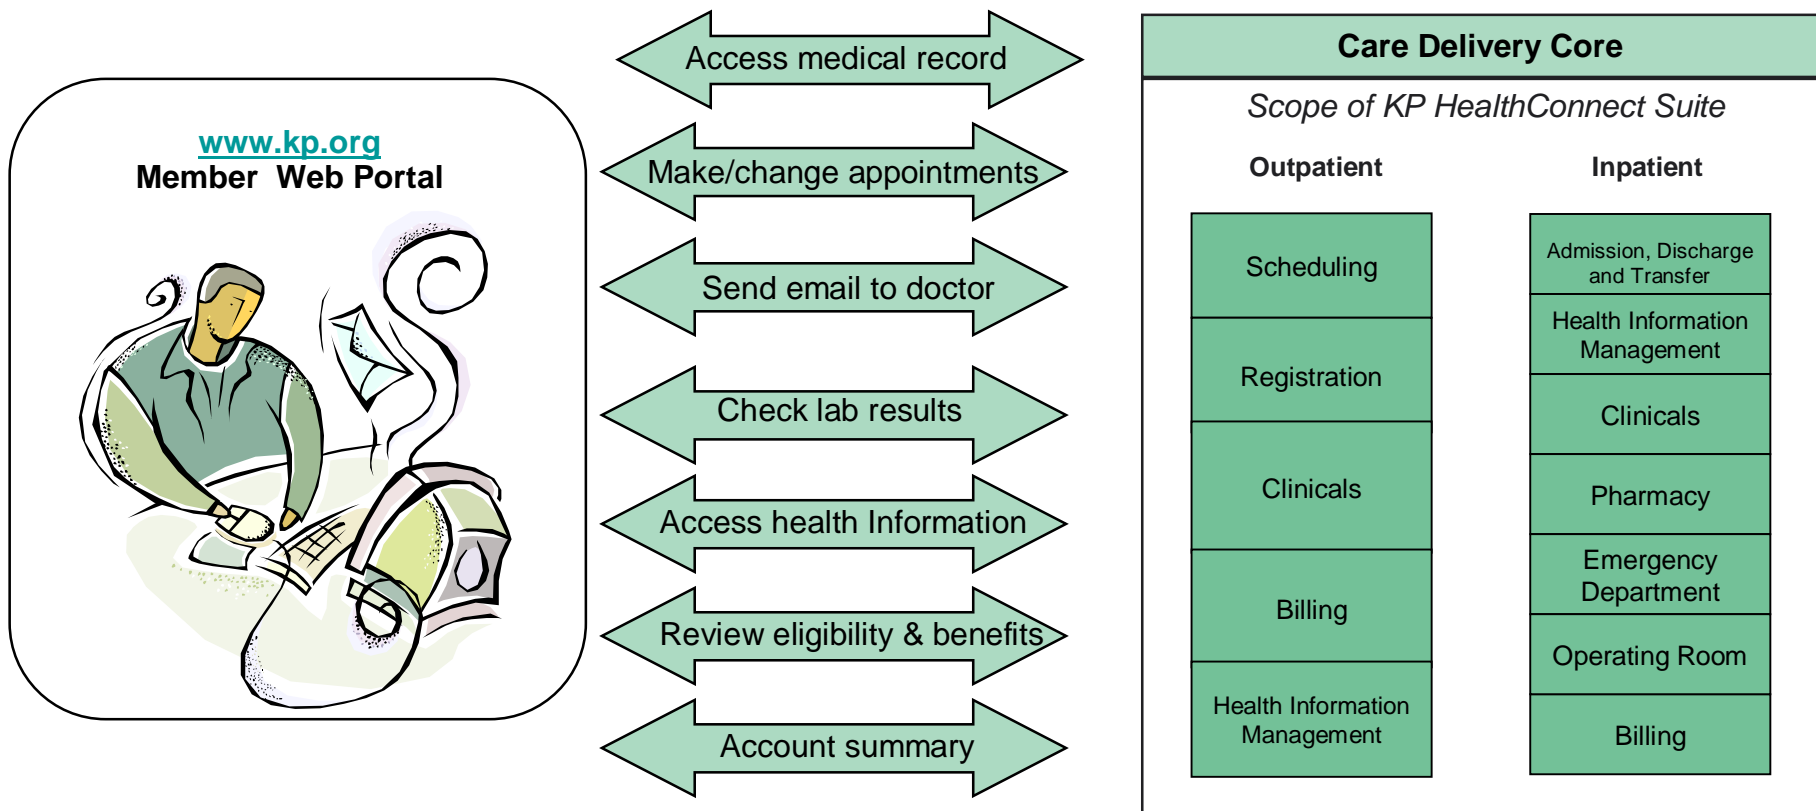 www.kp.org
Member Web Portal
Access medical record
Make/change appointments
Send email to doctor
Check lab results
Access health Information
Review eligibility & benefits
Account summary
Care Delivery Core
Scope of KP HealthConnect Suite
Outpatient
Scheduling
Registration
Clinicals
Billing
Health Information
Management
Inpatient
Admission, Discharge
and Transfer
Health Information
Management
Clinicals
Pharmacy
Emergency
Department
Operating Room
Billing